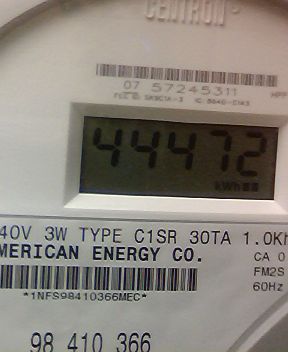 CENTRON
07 57245311
44472
kWh
40V 3W TYPE C1SR 30TA 1.0Kh
MERICAN ENERGY CO.
CA 0
FM2S
60Hz
*1NFS98410366MEC*
98 410 366